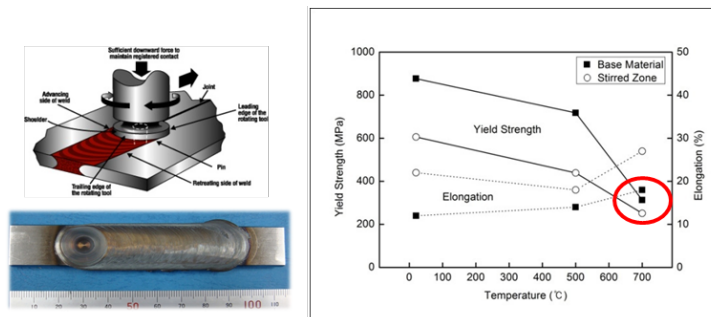 Sufficient downward force to
maintain registered contact
Advancing
side of weld
Joint
Shoulder
Leading
edge of the
rotating tool
Pin
Trailing edge of
the rotating tool
Retreating side of weld
10 50 100
1000
800
600
400
200
0
Yield Strength (MPa)
Base Material
Stirred Zone
Yield Strength
Elongation
50
40
30
20
10
0
Elongation (%)
0 100 200 300 400 500 600 700 800
Temperature (℃)